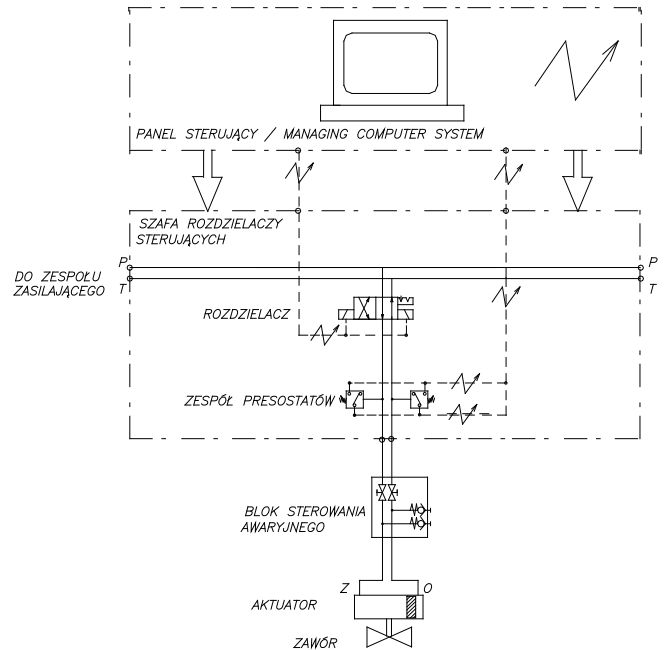 PANEL STERUJĄCY / MANAGING COMPUTER SYSTEM
SZAFA ROZDZIELACZY
STERUJĄCYCH
P
P
DO ZESPOŁU
ZASILAJĄCEGO
T
T
ROZDZIELACZ
ZESPÓŁ PRESOSTATÓW
BLOK STEROWANIA
AWARYJNEGO
Z
O
AKTUATOR
ZAWÓR